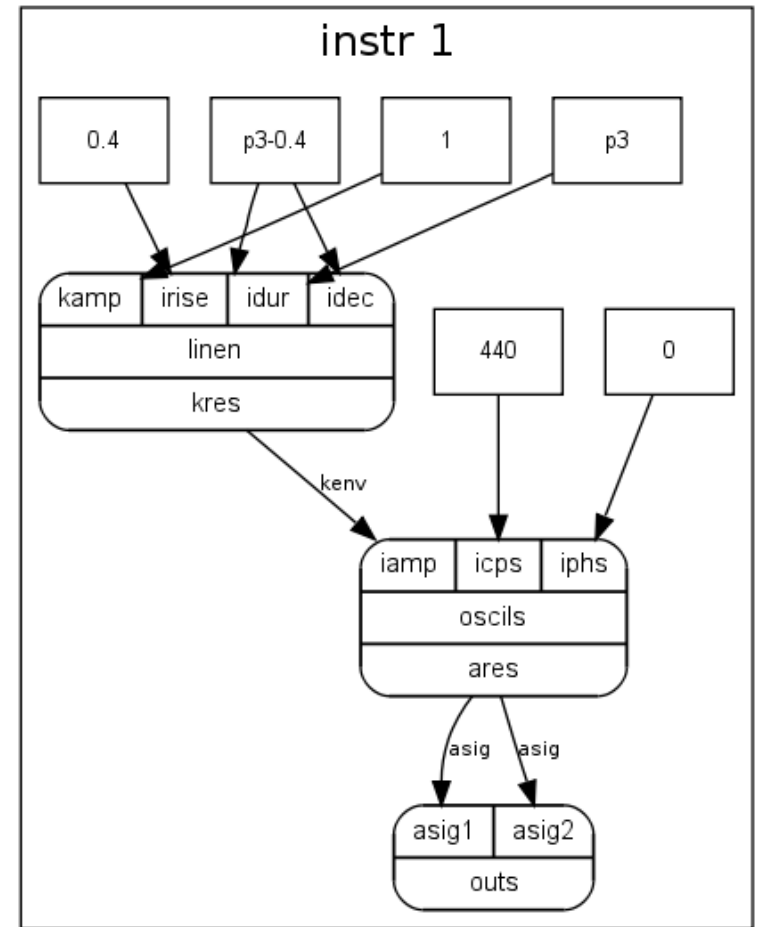 instr 1
0.4
p3-0.4
1
p3
kamp irise idur idec
linen
kres
440
0
kenv
iamp icps iphs
oscils
ares
asig asig
asig1 asig2
outs